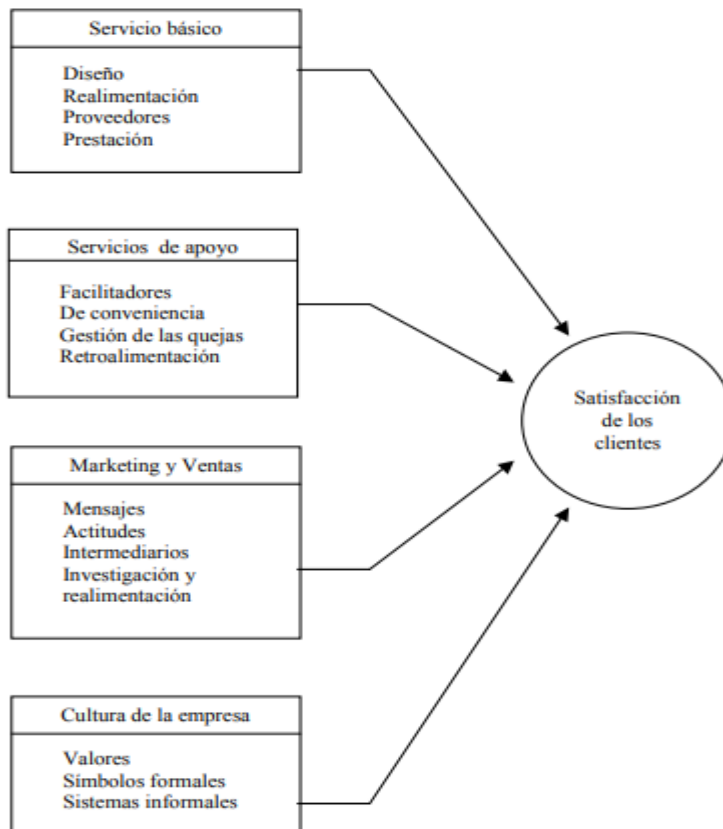 Servicio básico
Diseño
Realimentación
Proveedores
Prestación
Servicios de apoyo
Facilitadores
De conveniencia
Gestión de las quejas
Retroalimentación
Satisfacción
de los
clientes
Marketing y Ventas
Mensajes
Actitudes
Intermediarios
Investigación y
realimentación
Cultura de la empresa
Valores
Símbolos formales
Sistemas informales